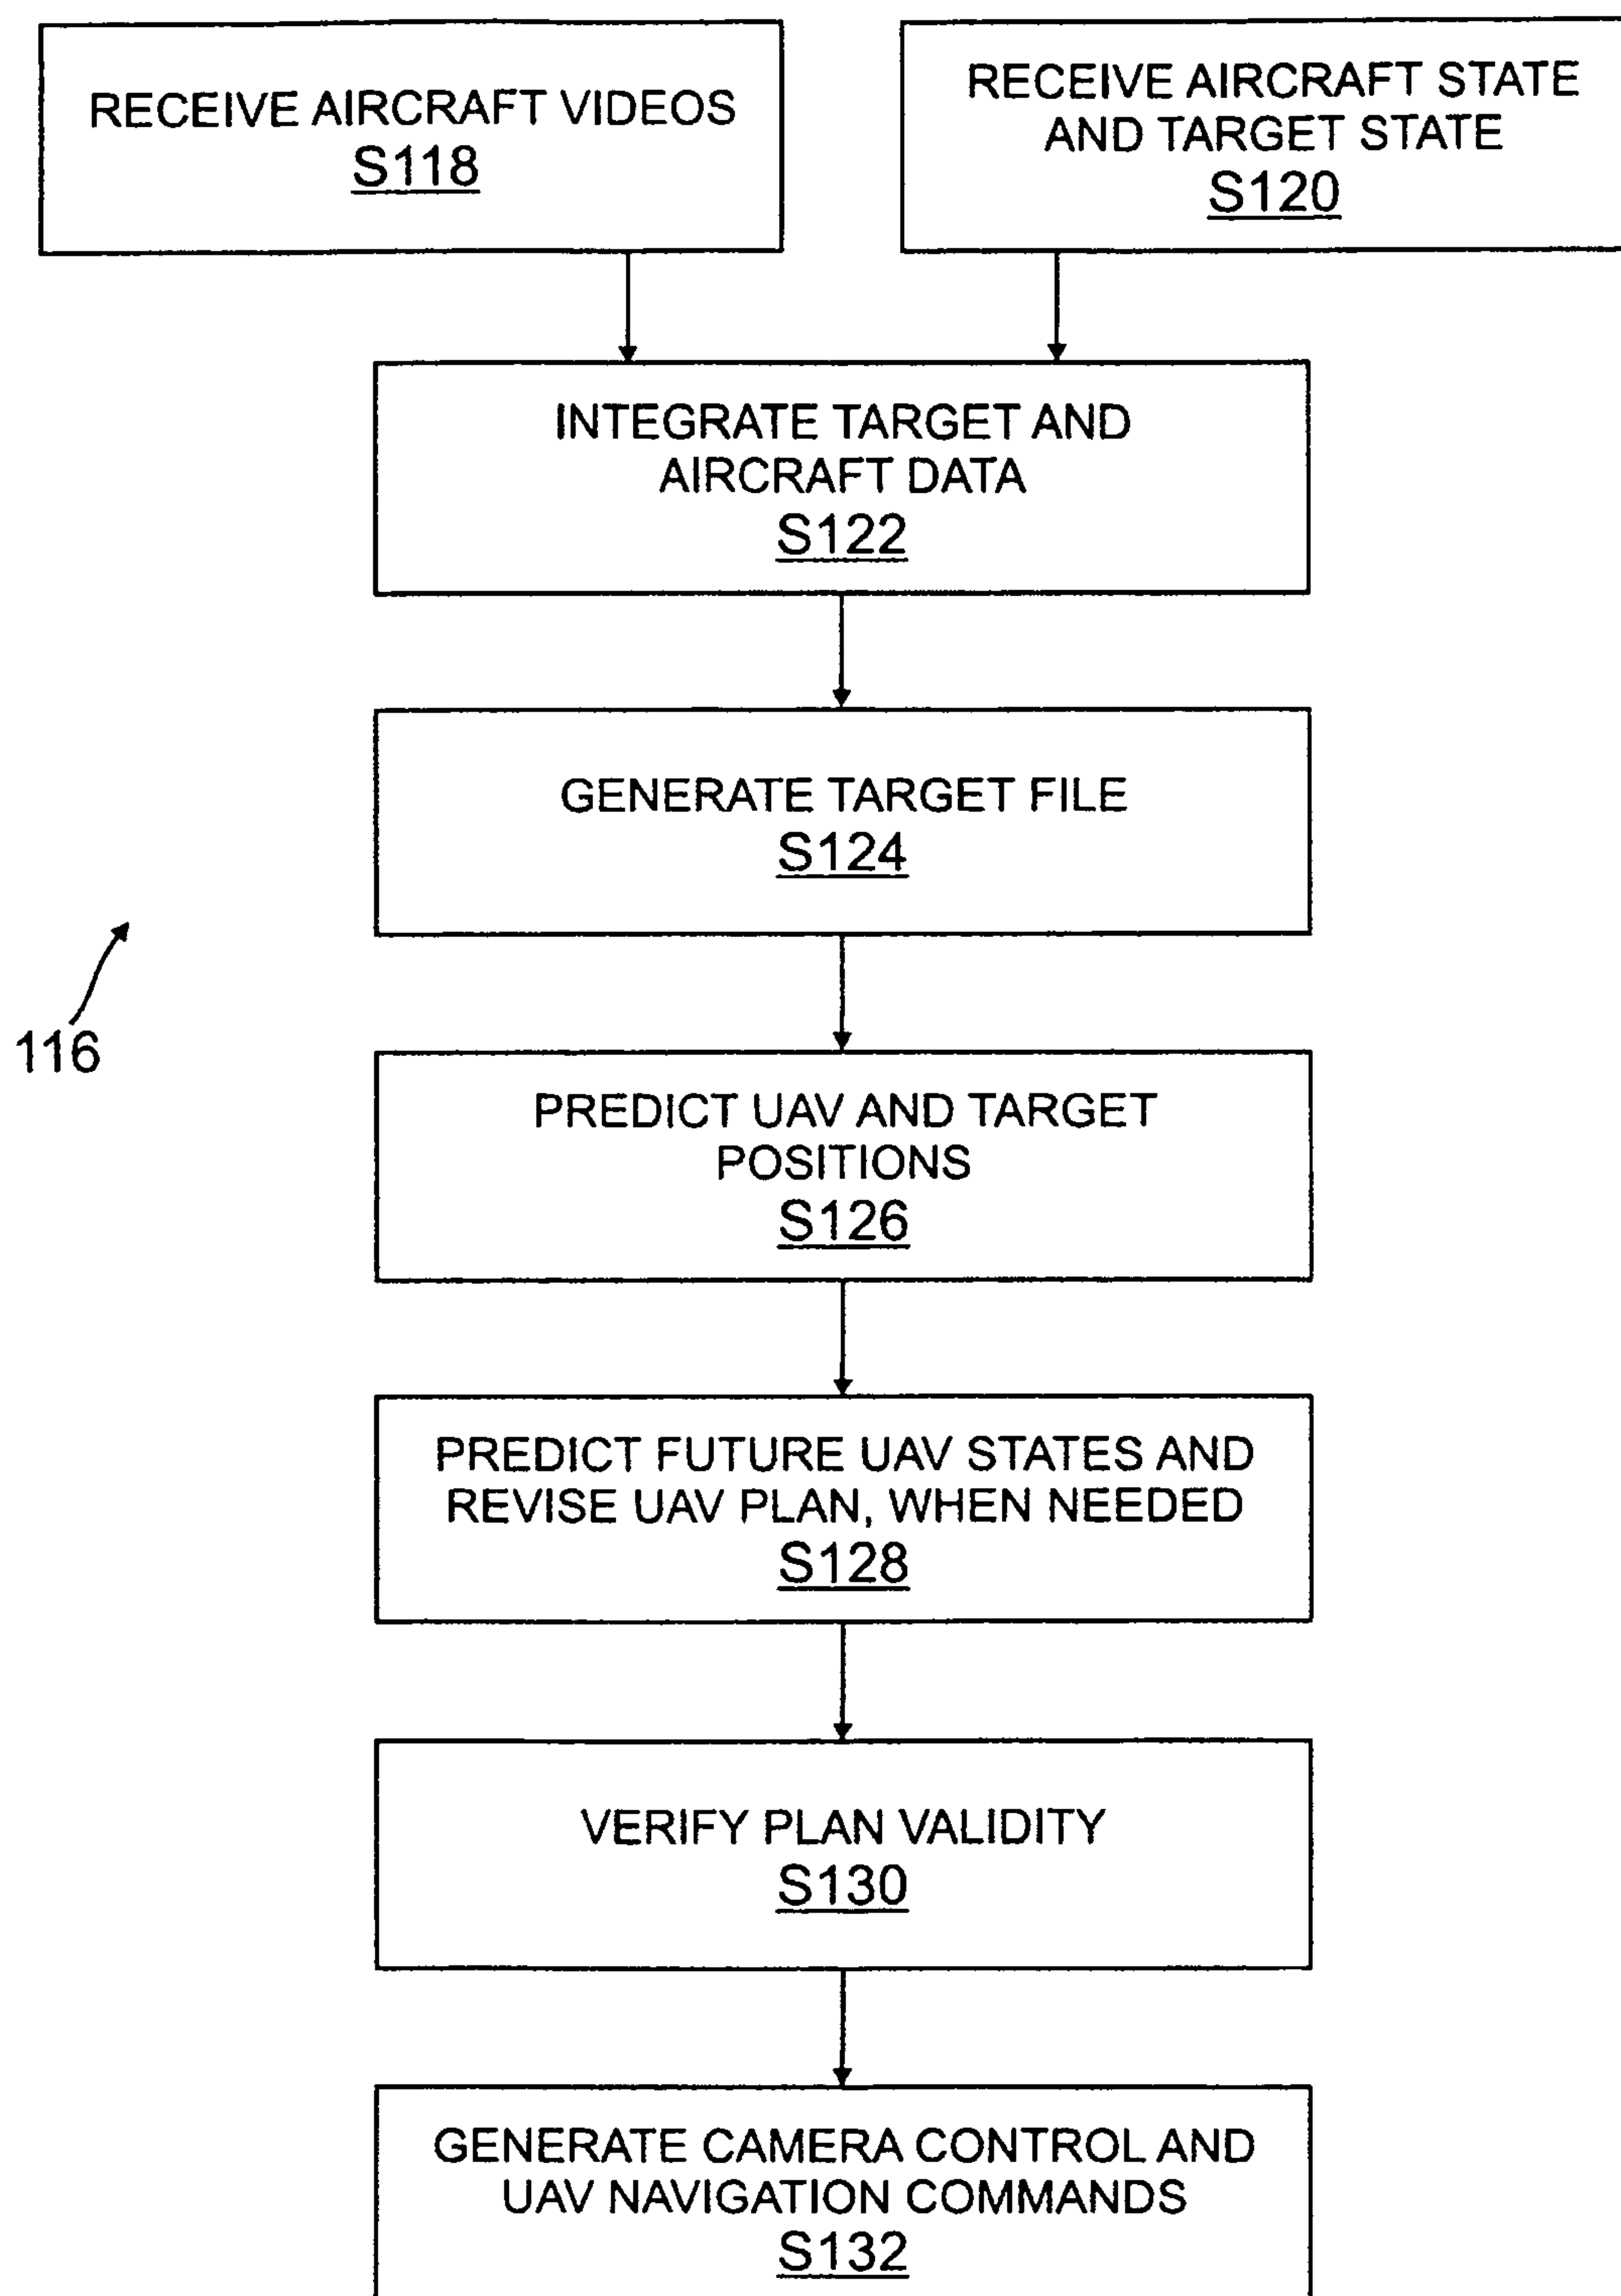 RECEIVE AIRCRAFT VIDEOS
S118
RECEIVE AIRCRAFT STATE
AND TARGET STATE
S120
INTEGRATE TARGET AND
AIRCRAFT DATA
S122
GENERATE TARGET FILE
S124
116
PREDICT UAV AND TARGET
POSITIONS
S126
PREDICT FUTURE UAV STATES AND
REVISE UAV PLAN, WHEN NEEDED
S128
VERIFY PLAN VALIDITY
S130
GENERATE CAMERA CONTROL AND
UAV NAVIGATION COMMANDS
S132